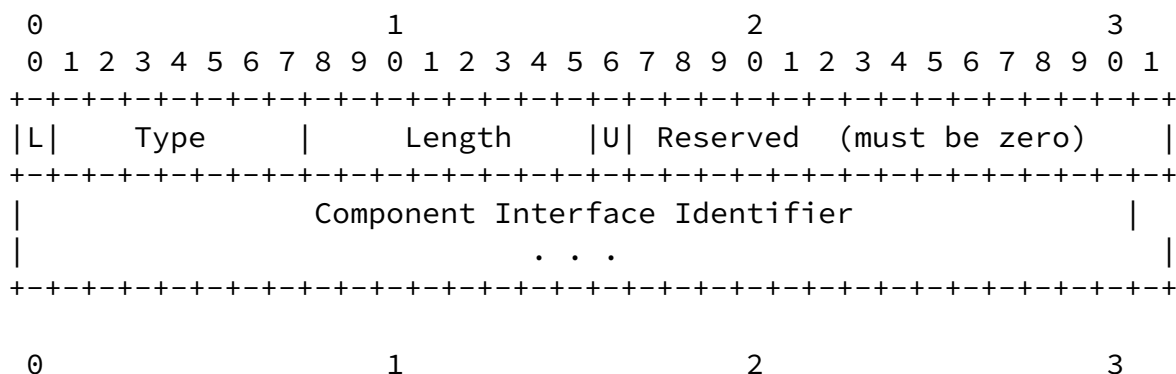 0                   1                   2                   3
 0 1 2 3 4 5 6 7 8 9 0 1 2 3 4 5 6 7 8 9 0 1 2 3 4 5 6 7 8 9 0 1
+-+-+-+-+-+-+-+-+-+-+-+-+-+-+-+-+-+-+-+-+-+-+-+-+-+-+-+-+-+-+-+-+
|L|    Type     |     Length    |U| Reserved  (must be zero)    |
+-+-+-+-+-+-+-+-+-+-+-+-+-+-+-+-+-+-+-+-+-+-+-+-+-+-+-+-+-+-+-+-+
|                Component Interface Identifier               |
|                            . . .                              |
+-+-+-+-+-+-+-+-+-+-+-+-+-+-+-+-+-+-+-+-+-+-+-+-+-+-+-+-+-+-+-+-+
 0                   1                   2                   3